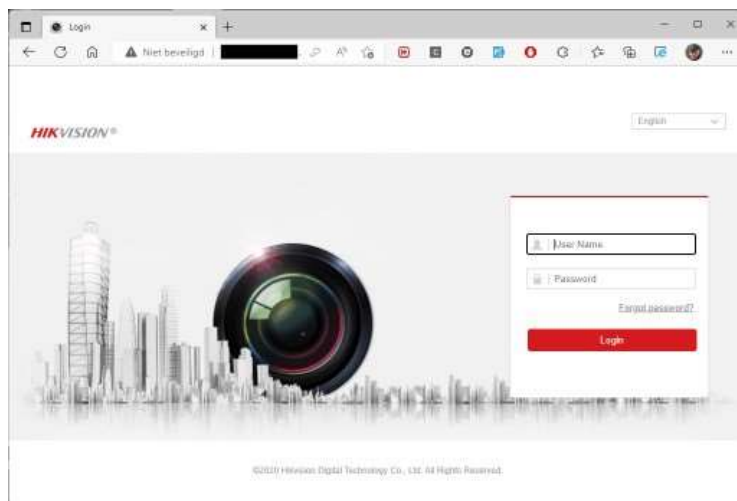 Login
Niet beveiligd
HIKVISION®
English
User Name
Password
Forgot password?
Login
©2020 Hikvision Digital Technology Co., Ltd. All Rights Reserved.